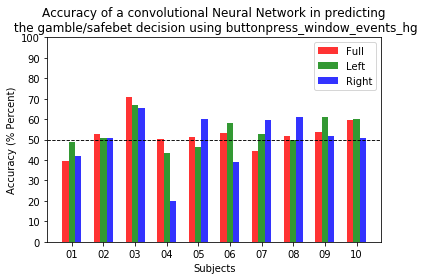 Accuracy of a convolutional Neural Network in predicting
the gamble/safebet decision using buttonpress_window_events_hg
Accuracy (% Percent)
100
90
80
70
60
50
40
30
20
10
0
Full
Left
Right
01 02 03 04 05 06 07 08 09 10
Subjects